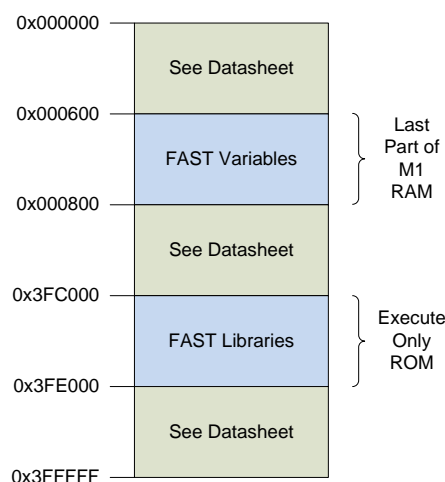 0x000000
See Datasheet
0x000600
FAST Variables
Last
Part of
M1
RAM
0x000800
See Datasheet
0x3FC000
FAST Libraries
Execute
Only
ROM
0x3FE000
See Datasheet
0x3FFFFF